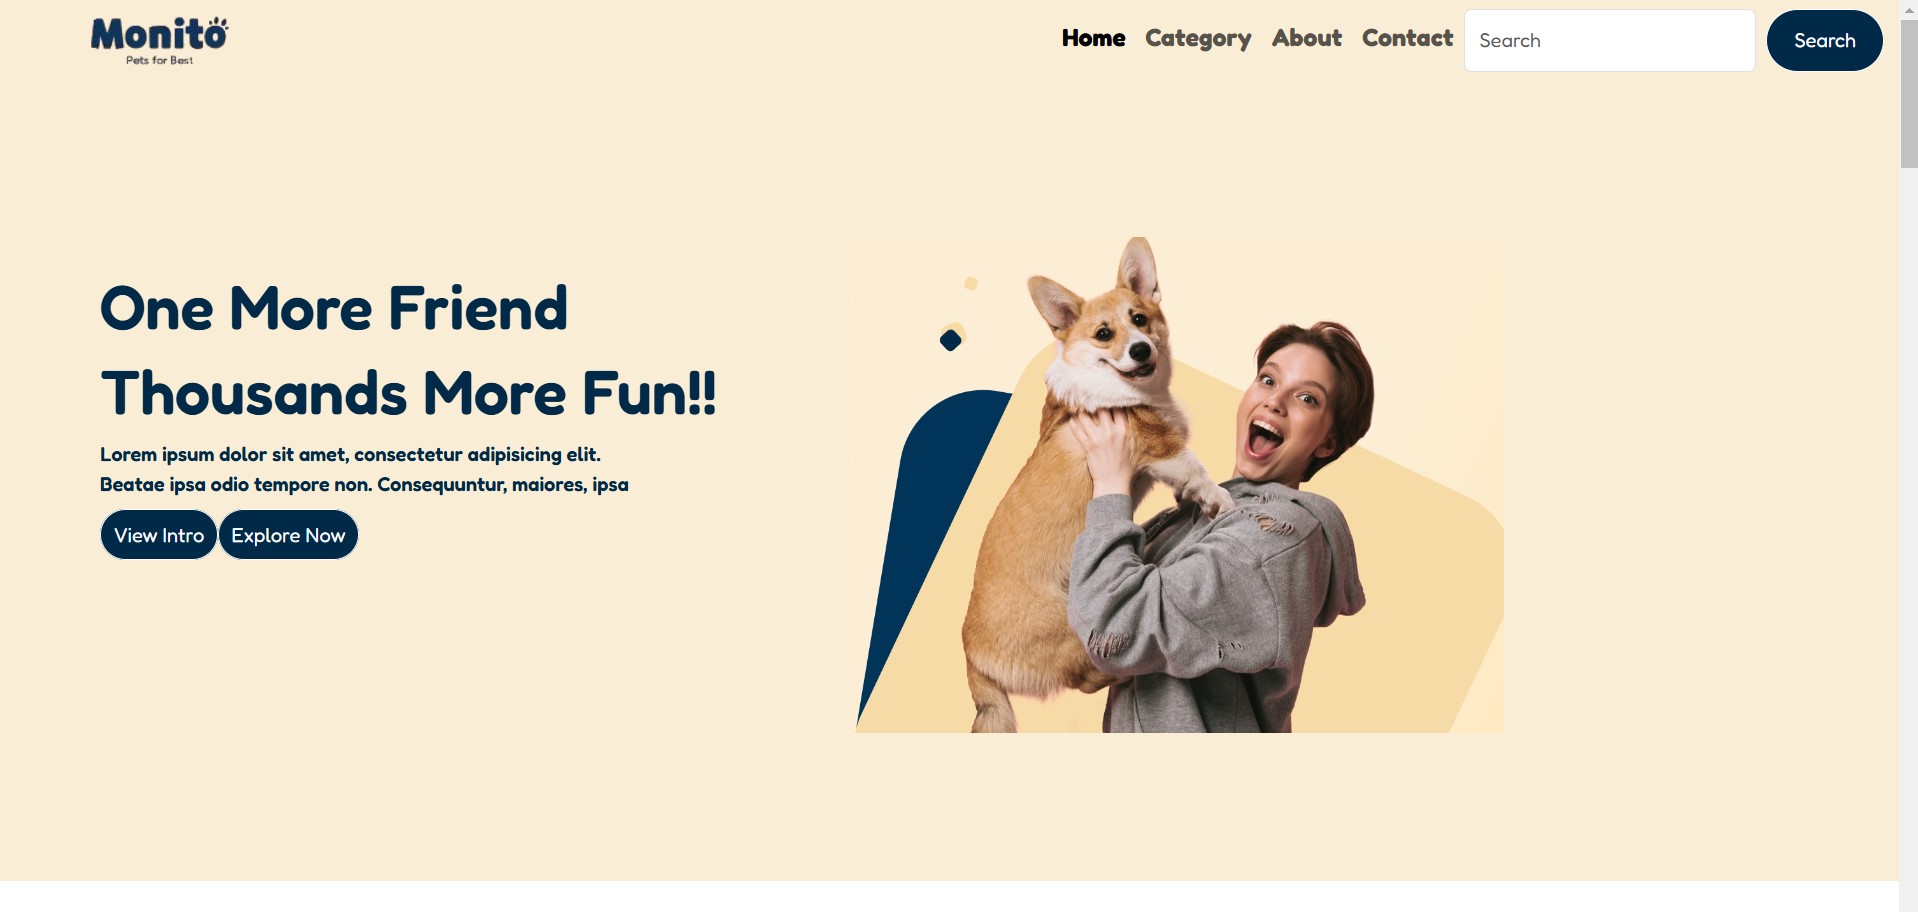 Monito
Pets for Best
Home Category About Contact Search Search
One More Friend
Thousands More Fun!!
Lorem ipsum dolor sit amet, consectetur adipisicing elit.
Beatae ipsa odio tempore non. Consequuntur, maiores, ipsa
View Intro Explore Now